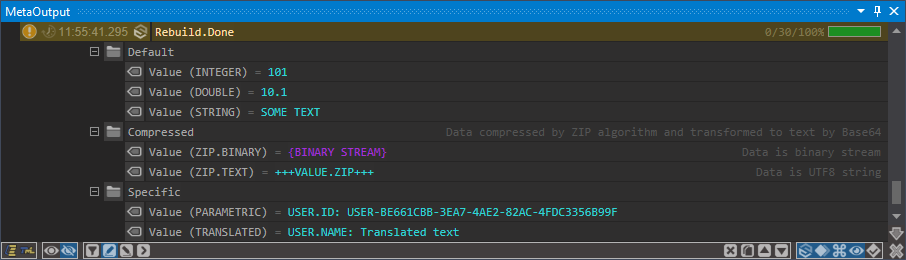 MetaOutput
11:55:41.295 Rebuild.Done 0/30/100%
Default
Value (INTEGER) = 101
Value (DOUBLE) = 10.1
Value (STRING) = SOME TEXT
Compressed Data compressed by ZIP algorithm and transformed to text by Base64
Value (ZIP.BINARY) = {BINARY STREAM} Data is binary stream
Value (ZIP.TEXT) = +++VALUE.ZIP+++ Data is UTF8 string
Specific
Value (PARAMETRIC) = USER.ID: USER-BE661CBB-3EA7-4AE2-82AC-4FDC3356B99F
Value (TRANSLATED) = USER.NAME: Translated text